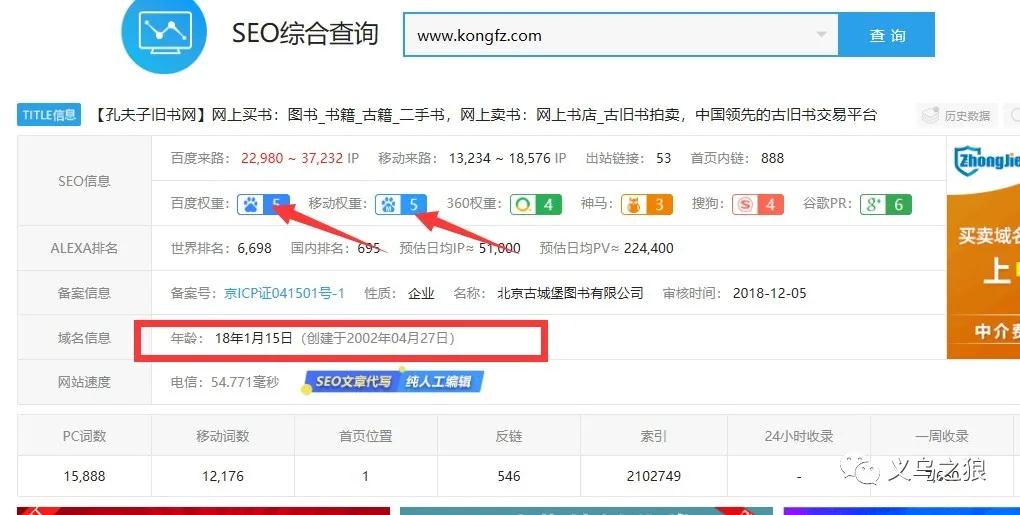 SEO综合查询 www.kongfz.com 查 询
TITLE信息 【孔夫子旧书网】网上买书：图书_书籍_古籍_二手书，网上卖书：网上书店_古旧书拍卖，中国领先的古旧书交易平台 历史数据
SEO信息
百度来路： 22,980 ~ 37,232 IP 移动来路： 13,234 ~ 18,576 IP 出站链接： 53 首页内链： 888
百度权重： 5 移动权重： 5 360权重： 4 神马： 3 搜狗： 4 谷歌PR： 6
ALEXA排名 世界排名： 6,698 国内排名： 695 预估日均IP≈ 51,000 预估日均PV≈ 224,400
备案信息 备案号： 京ICP证041501号-1 性质： 企业 名称： 北京古城堡图书有限公司 审核时间： 2018-12-05
域名信息 年龄： 18年1月15日（创建于2002年04月27日）
网站速度 电信： 54.771毫秒 SEO文章代写 纯人工编辑
ZhongJie
买卖域名
上
中介费
PC词数 移动词数 首页位置 反链 索引 24小时收录 一周收录
15,888 12,176 1 546 2102749 -
义乌之狼